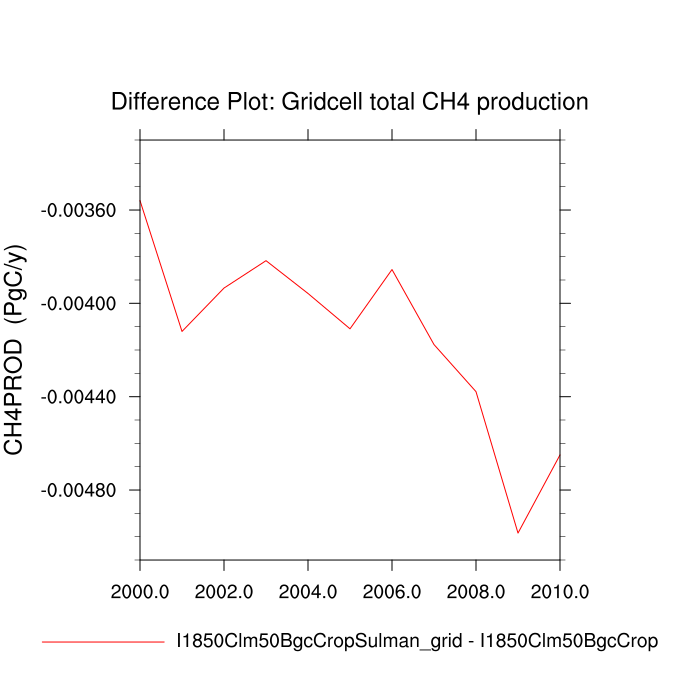 Difference Plot: Gridcell total CH4 production
CH4PROD (PgC/y)
-0.00360
-0.00400
-0.00440
-0.00480
2000.0 2002.0 2004.0 2006.0 2008.0 2010.0
I1850Clm50BgcCropSulman_grid - I1850Clm50BgcCrop